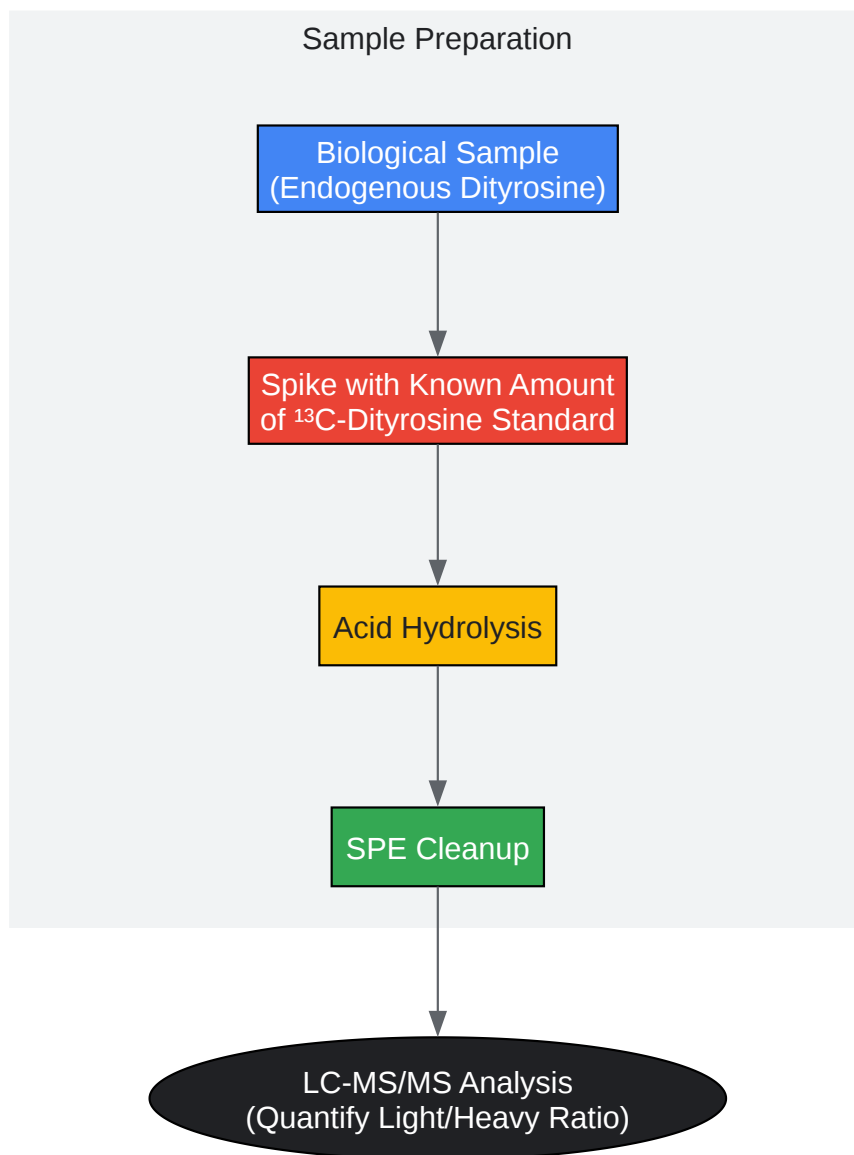 Sample Preparation
Biological Sample
(Endogenous Dityrosine)
Spike with Known Amount
of ¹³C-Dityrosine Standard
Acid Hydrolysis
SPE Cleanup
LC-MS/MS Analysis
(Quantify Light/Heavy Ratio)